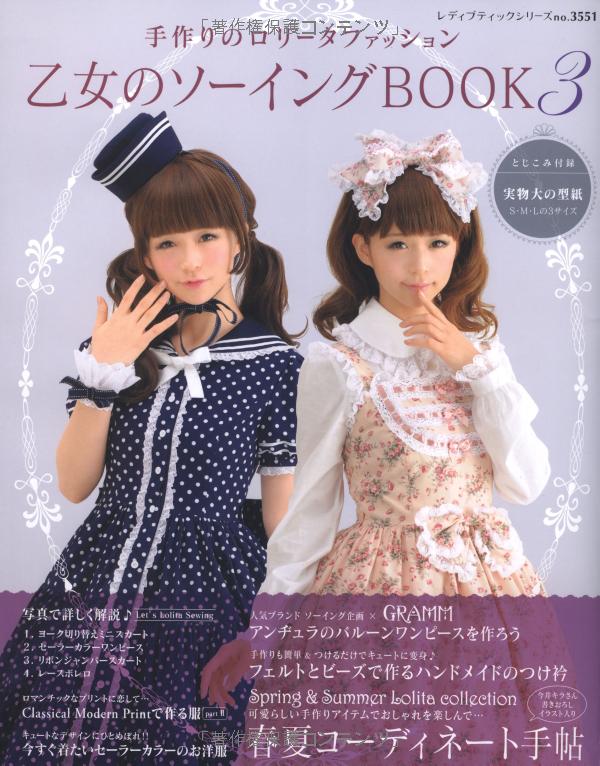 「著作権保護コンテンツ」
レディブティックシリーズno.3551
手作りのロリータファッション
乙女のソーイングBOOK3
とじこみ付録
実物大の型紙
S・M・Lの3サイズ
写真で詳しく解説♪ Let's Lolita Sewing
1. ヨーク切り替えミニスカート
2. セーラーカラーワンピース
3. リボンジャンパースカート
4. レースボレロ
ロマンチックなプリントに恋して…
Classical Modern Printで作る服 part II
キュートなデザインにひとめぼれ!!
今すぐ着たいセーラーカラーのお洋服
人気ブランド ソーイング企画 × GRAMM
アンヂュラのバルーンワンピースを作ろう
手作りも簡単&つけるだけでキュートに変身♪
フェルトとビーズで作るハンドメイドのつけ衿
Spring & Summer Lolita collection
可愛らしい手作りアイテムでおしゃれを楽しんで…
春夏コーディネート手帖
今井キラさん
書きおろし
イラスト入り
「著作権保護コンテンツ」